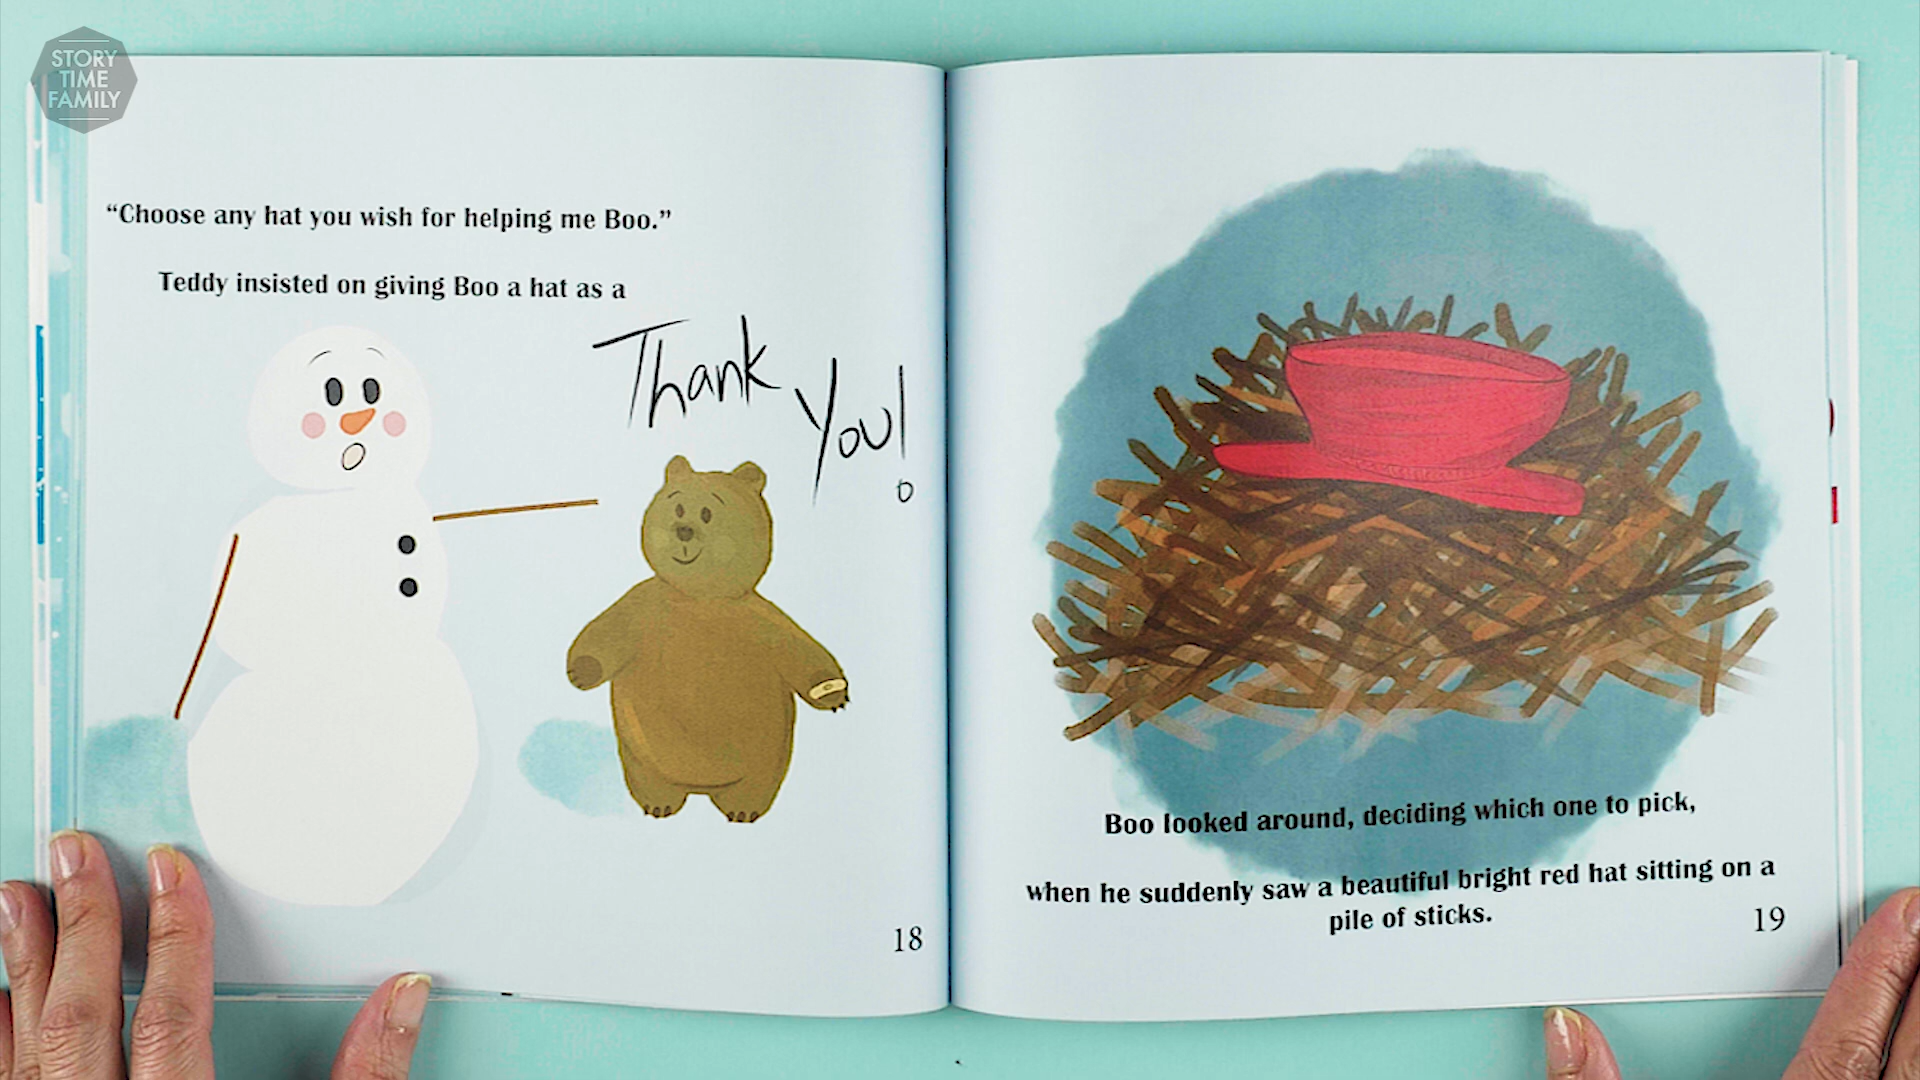 STORY
TIME
FAMILY
“Choose any hat you wish for helping me Boo.”
Teddy insisted on giving Boo a hat as a
Thank
You!
18
Boo looked around, deciding which one to pick,
when he suddenly saw a beautiful bright red hat sitting on a
pile of sticks.
19